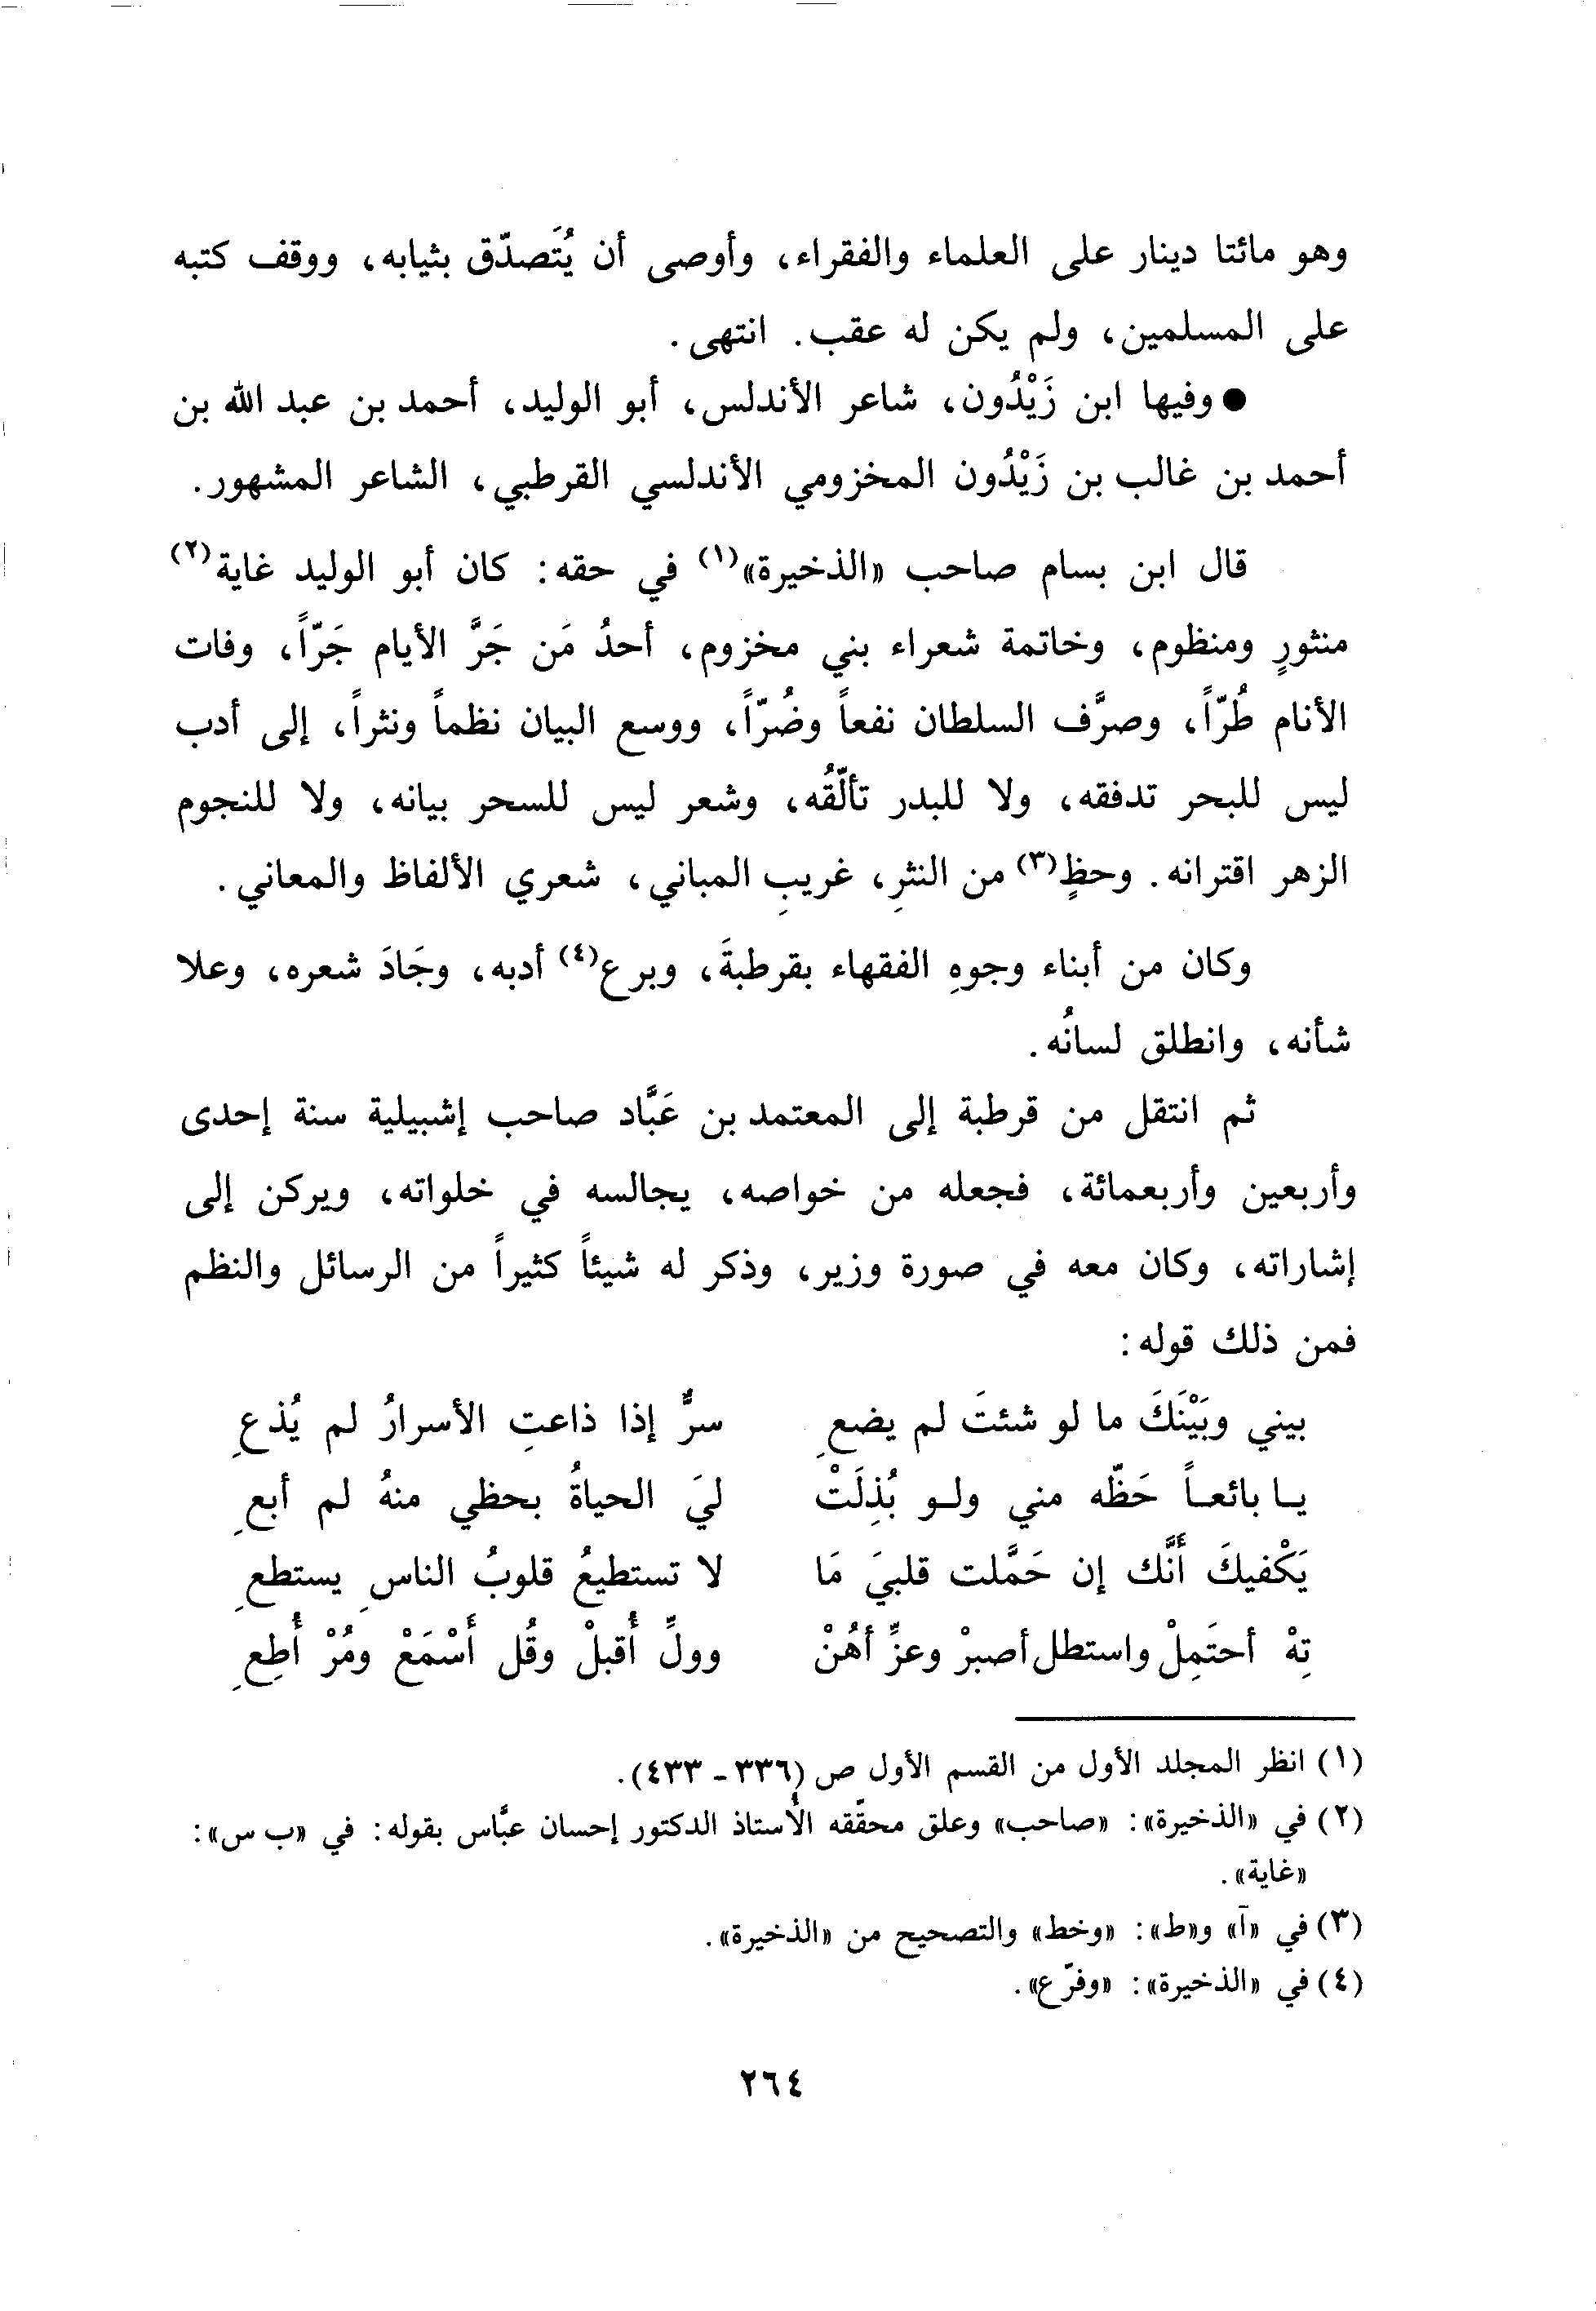 وهو مائتا دينار على العلماء والفقراء، وأوصى أن يُتَصدّق بثيابه، ووقف كتبه
على المسلمين، ولم يكن له عقب. انتهى.
● وفيها ابن زَيْدُون، شاعر الأندلس، أبو الوليد، أحمد بن عبد الله بن
أحمد بن غالب بن زَيْدُون المخزومي الأندلسي القرطبي، الشاعر المشهور.
قال ابن بسام صاحب «الذخيرة»(١) في حقه: كان أبو الوليد غاية(٢)
منثورٍ ومنظوم، وخاتمة شعراء بني مخزوم، أحدُ مَن جَرَّ الأيام جَرّاً، وفات
الأنام طُرّاً، وصرَّف السلطان نفعاً وضُرّاً، ووسع البيان نظماً ونثراً، إلى أدب
ليس للبحر تدفقه، ولا للبدر تألّقُه، وشعر ليس للسحر بيانه، ولا للنجوم
الزهر اقترانه. وحظٍ(٣) من النثرِ، غريبِ المباني، شعري الألفاظ والمعاني.
وكان من أبناء وجوهِ الفقهاء بقرطبةَ، وبرع(٤) أدبه، وجَادَ شعره، وعلا
شأنه، وانطلق لسانُه.
ثم انتقل من قرطبة إلى المعتمد بن عَبَّاد صاحب إشبيلية سنة إحدى
وأربعين وأربعمائة، فجعله من خواصه، يجالسه في خلواته، ويركن إلى
إشاراته، وكان معه في صورة وزير، وذكر له شيئاً كثيراً من الرسائل والنظم
فمن ذلك قوله:
بيني وبَيْنَكَ ما لو شئتَ لم يضعِ سرٌّ إذا ذاعتِ الأسرارُ لم يُذعِ
يا بائعاً حَظّه مني ولو بُذِلَتْ ليَ الحياةُ بحظي منهُ لم أبعِ
يَكْفيكَ أَنَّك إن حَمَّلت قلبيَ مَا لا تستطيعُ قلوبُ الناسِ يستطعِ
تِهْ أحتَمِلْ واستطل أصبرْ وعزِّ أهُنْ وولِّ أُقبلْ وقُل أَسْمَعْ ومُرْ أُطِعِ
(١) انظر المجلد الأول من القسم الأول ص (٣٣٦ - ٤٣٣).
(٢) في «الذخيرة»: «صاحب» وعلق محقّقه الأستاذ الدكتور إحسان عبَّاس بقوله: في «ب س»:
«غاية».
(٣) في «آ» و«ط»: «وخط» والتصحيح من «الذخيرة».
(٤) في «الذخيرة»: «وفرّع».
٢٦٤